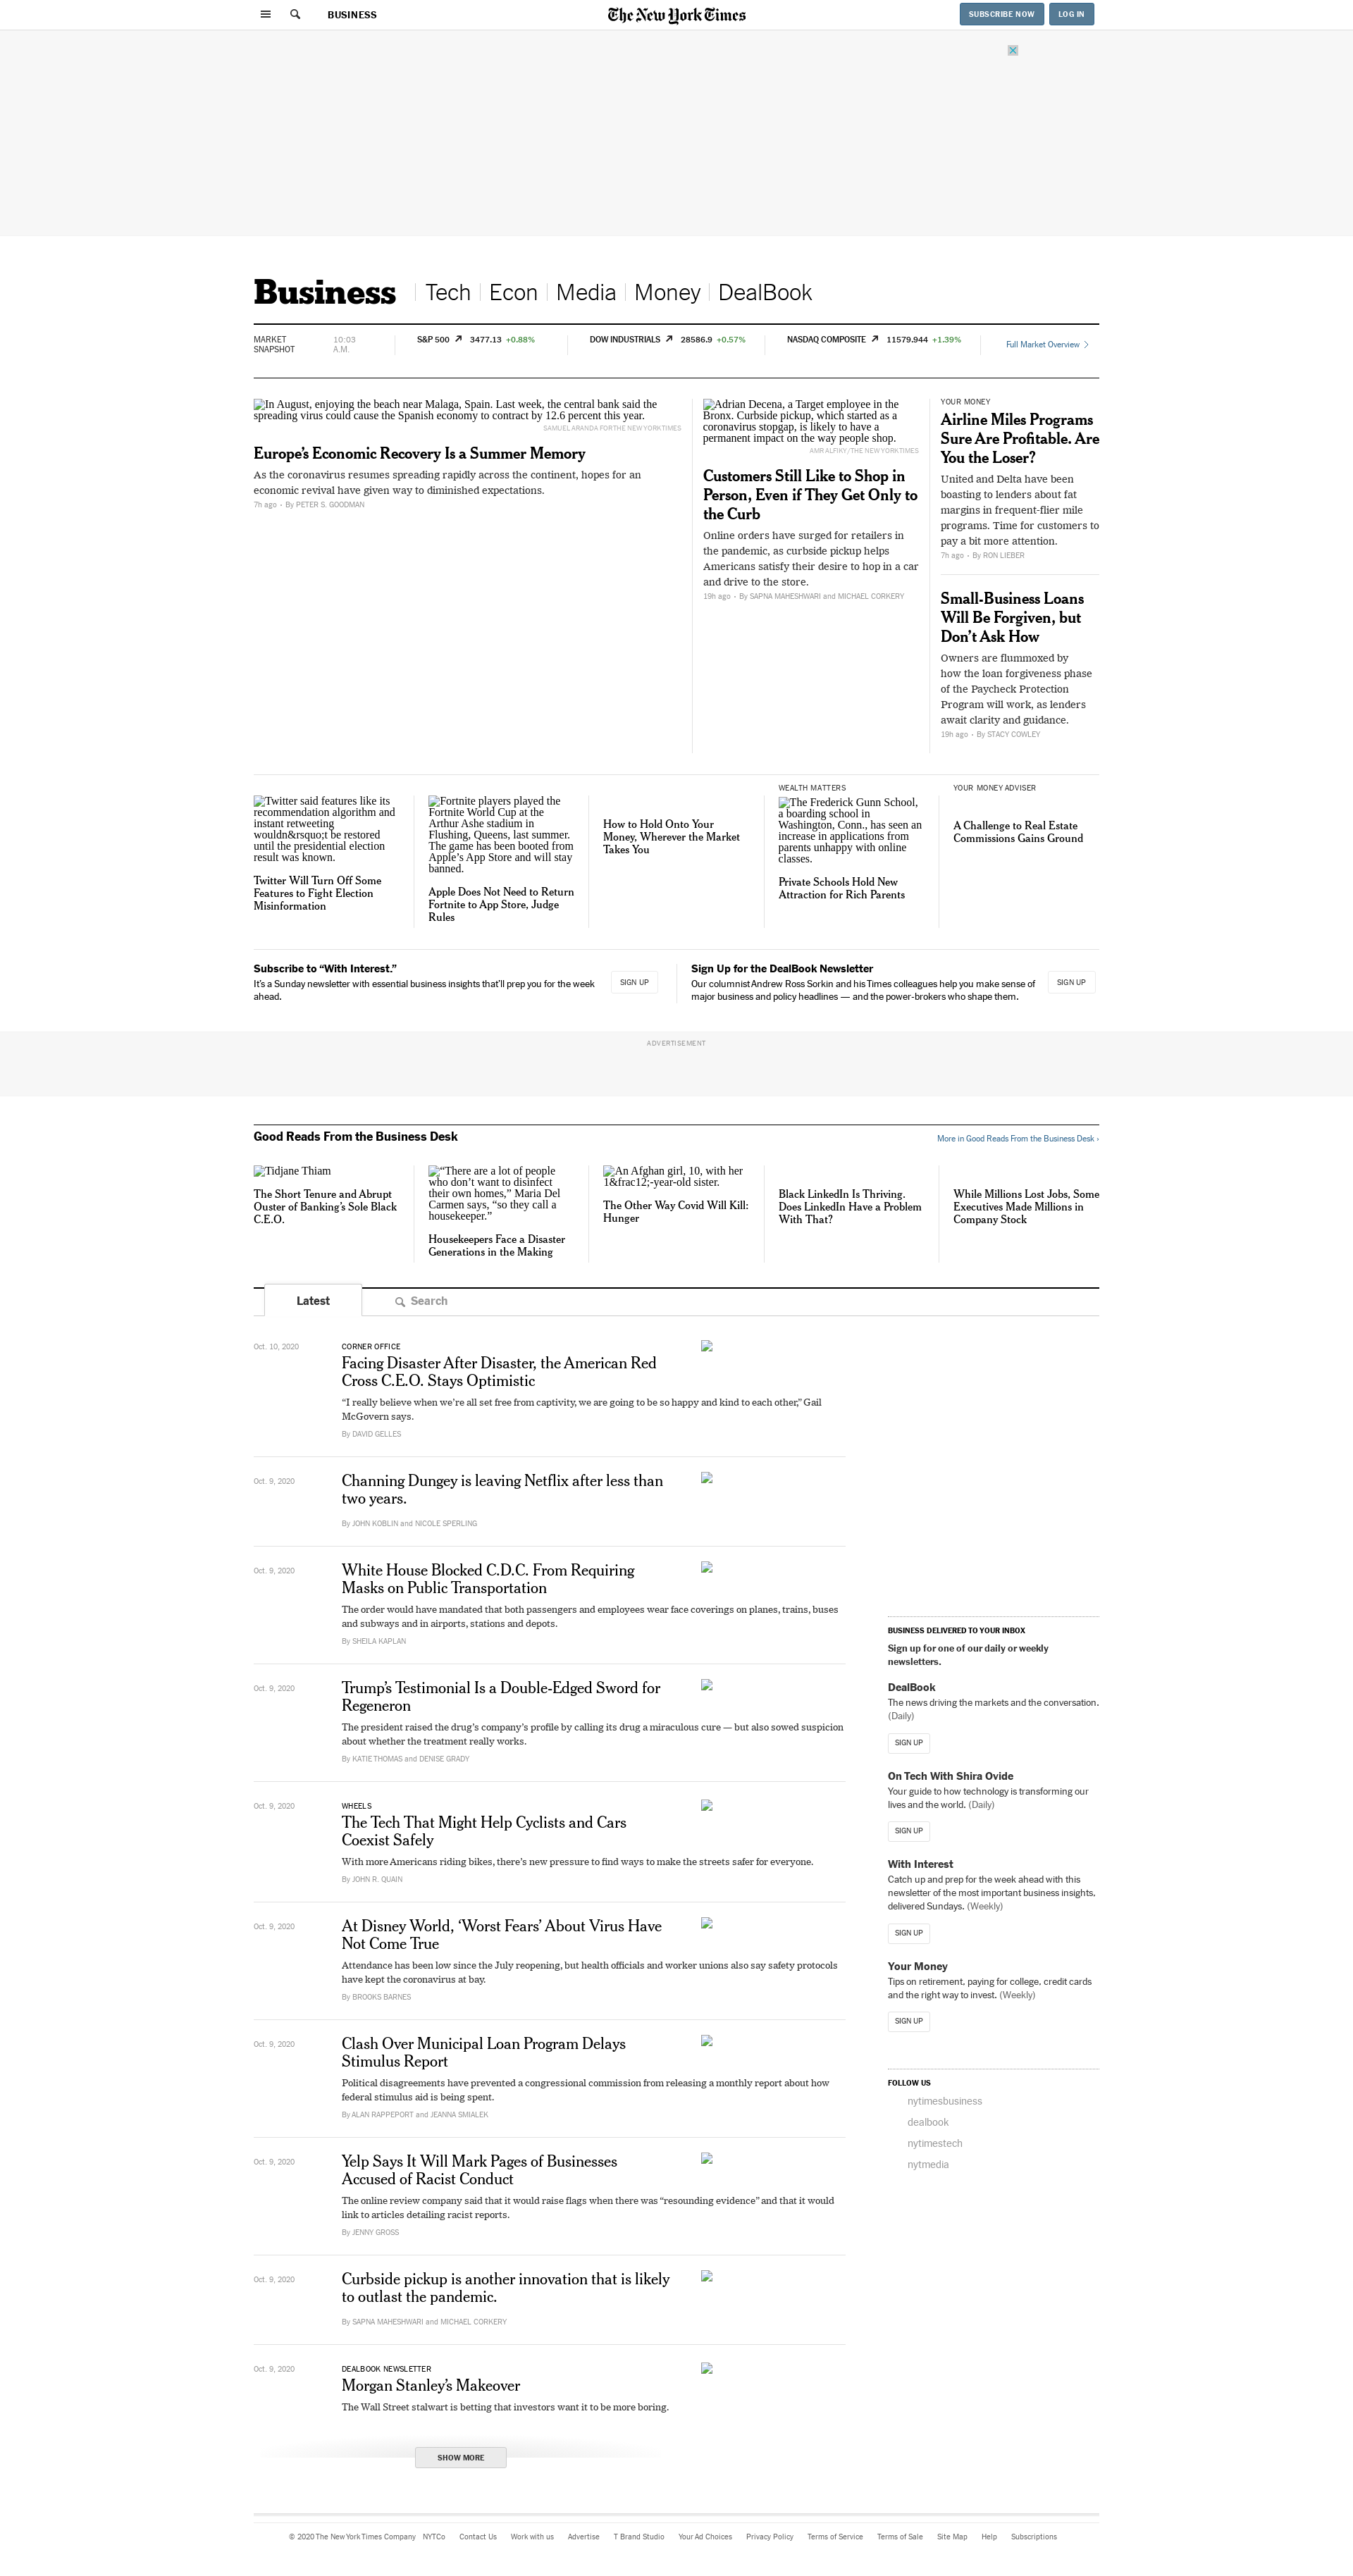 BUSINESS
The New York Times
SUBSCRIBE NOW
LOG IN
Business
Tech
Econ
Media
Money
DealBook
MARKET
SNAPSHOT
10:03
A.M.
S&P 500 3477.13 +0.88%
DOW INDUSTRIALS 28586.9 +0.57%
NASDAQ COMPOSITE 11579.944 +1.39%
Full Market Overview
In August, enjoying the beach near Malaga, Spain. Last week, the central bank said the
spreading virus could cause the Spanish economy to contract by 12.6 percent this year.
SAMUEL ARANDA FOR THE NEW YORK TIMES
Europe’s Economic Recovery Is a Summer Memory
As the coronavirus resumes spreading rapidly across the continent, hopes for an
economic revival have given way to diminished expectations.
7h ago • By PETER S. GOODMAN
Adrian Decena, a Target employee in the
Bronx. Curbside pickup, which started as a
coronavirus stopgap, is likely to have a
permanent impact on the way people shop.
AMR ALFIKY/THE NEW YORK TIMES
Customers Still Like to Shop in
Person, Even if They Get Only to
the Curb
Online orders have surged for retailers in
the pandemic, as curbside pickup helps
Americans satisfy their desire to hop in a car
and drive to the store.
19h ago • By SAPNA MAHESHWARI and MICHAEL CORKERY
YOUR MONEY
Airline Miles Programs
Sure Are Profitable. Are
You the Loser?
United and Delta have been
boasting to lenders about fat
margins in frequent-flier mile
programs. Time for customers to
pay a bit more attention.
7h ago • By RON LIEBER
Small-Business Loans
Will Be Forgiven, but
Don’t Ask How
Owners are flummoxed by
how the loan forgiveness phase
of the Paycheck Protection
Program will work, as lenders
await clarity and guidance.
19h ago • By STACY COWLEY
Twitter said features like its
recommendation algorithm and
instant retweeting
wouldn&rsquo;t be restored
until the presidential election
result was known.
Twitter Will Turn Off Some
Features to Fight Election
Misinformation
Fortnite players played the
Fortnite World Cup at the
Arthur Ashe stadium in
Flushing, Queens, last summer.
The game has been booted from
Apple’s App Store and will stay
banned.
Apple Does Not Need to Return
Fortnite to App Store, Judge
Rules
How to Hold Onto Your
Money, Wherever the Market
Takes You
WEALTH MATTERS
The Frederick Gunn School,
a boarding school in
Washington, Conn., has seen an
increase in applications from
parents unhappy with online
classes.
Private Schools Hold New
Attraction for Rich Parents
YOUR MONEY ADVISER
A Challenge to Real Estate
Commissions Gains Ground
Subscribe to “With Interest.”
It’s a Sunday newsletter with essential business insights that’ll prep you for the week
ahead.
SIGN UP
Sign Up for the DealBook Newsletter
Our columnist Andrew Ross Sorkin and his Times colleagues help you make sense of
major business and policy headlines — and the power-brokers who shape them.
SIGN UP
ADVERTISEMENT
Good Reads From the Business Desk
More in Good Reads From the Business Desk ›
Tidjane Thiam
The Short Tenure and Abrupt
Ouster of Banking’s Sole Black
C.E.O.
“There are a lot of people
who don’t want to disinfect
their own homes,” Maria Del
Carmen says, “so they call a
housekeeper.”
Housekeepers Face a Disaster
Generations in the Making
An Afghan girl, 10, with her
1&frac12;-year-old sister.
The Other Way Covid Will Kill:
Hunger
Black LinkedIn Is Thriving.
Does LinkedIn Have a Problem
With That?
While Millions Lost Jobs, Some
Executives Made Millions in
Company Stock
Latest
Search
Oct. 10, 2020
CORNER OFFICE
Facing Disaster After Disaster, the American Red
Cross C.E.O. Stays Optimistic
“I really believe when we’re all set free from captivity, we are going to be so happy and kind to each other,” Gail
McGovern says.
By DAVID GELLES
Oct. 9, 2020
Channing Dungey is leaving Netflix after less than
two years.
By JOHN KOBLIN and NICOLE SPERLING
Oct. 9, 2020
White House Blocked C.D.C. From Requiring
Masks on Public Transportation
The order would have mandated that both passengers and employees wear face coverings on planes, trains, buses
and subways and in airports, stations and depots.
By SHEILA KAPLAN
Oct. 9, 2020
Trump’s Testimonial Is a Double-Edged Sword for
Regeneron
The president raised the drug’s company’s profile by calling its drug a miraculous cure — but also sowed suspicion
about whether the treatment really works.
By KATIE THOMAS and DENISE GRADY
Oct. 9, 2020
WHEELS
The Tech That Might Help Cyclists and Cars
Coexist Safely
With more Americans riding bikes, there’s new pressure to find ways to make the streets safer for everyone.
By JOHN R. QUAIN
Oct. 9, 2020
At Disney World, ‘Worst Fears’ About Virus Have
Not Come True
Attendance has been low since the July reopening, but health officials and worker unions also say safety protocols
have kept the coronavirus at bay.
By BROOKS BARNES
Oct. 9, 2020
Clash Over Municipal Loan Program Delays
Stimulus Report
Political disagreements have prevented a congressional commission from releasing a monthly report about how
federal stimulus aid is being spent.
By ALAN RAPPEPORT and JEANNA SMIALEK
Oct. 9, 2020
Yelp Says It Will Mark Pages of Businesses
Accused of Racist Conduct
The online review company said that it would raise flags when there was “resounding evidence” and that it would
link to articles detailing racist reports.
By JENNY GROSS
Oct. 9, 2020
Curbside pickup is another innovation that is likely
to outlast the pandemic.
By SAPNA MAHESHWARI and MICHAEL CORKERY
Oct. 9, 2020
DEALBOOK NEWSLETTER
Morgan Stanley’s Makeover
The Wall Street stalwart is betting that investors want it to be more boring.
SHOW MORE
BUSINESS DELIVERED TO YOUR INBOX
Sign up for one of our daily or weekly
newsletters.
DealBook
The news driving the markets and the conversation.
(Daily)
SIGN UP
On Tech With Shira Ovide
Your guide to how technology is transforming our
lives and the world. (Daily)
SIGN UP
With Interest
Catch up and prep for the week ahead with this
newsletter of the most important business insights,
delivered Sundays. (Weekly)
SIGN UP
Your Money
Tips on retirement, paying for college, credit cards
and the right way to invest. (Weekly)
SIGN UP
FOLLOW US
nytimesbusiness
dealbook
nytimestech
nytmedia
© 2020 The New York Times Company NYTCo Contact Us Work with us Advertise T Brand Studio Your Ad Choices Privacy Policy Terms of Service Terms of Sale Site Map Help Subscriptions